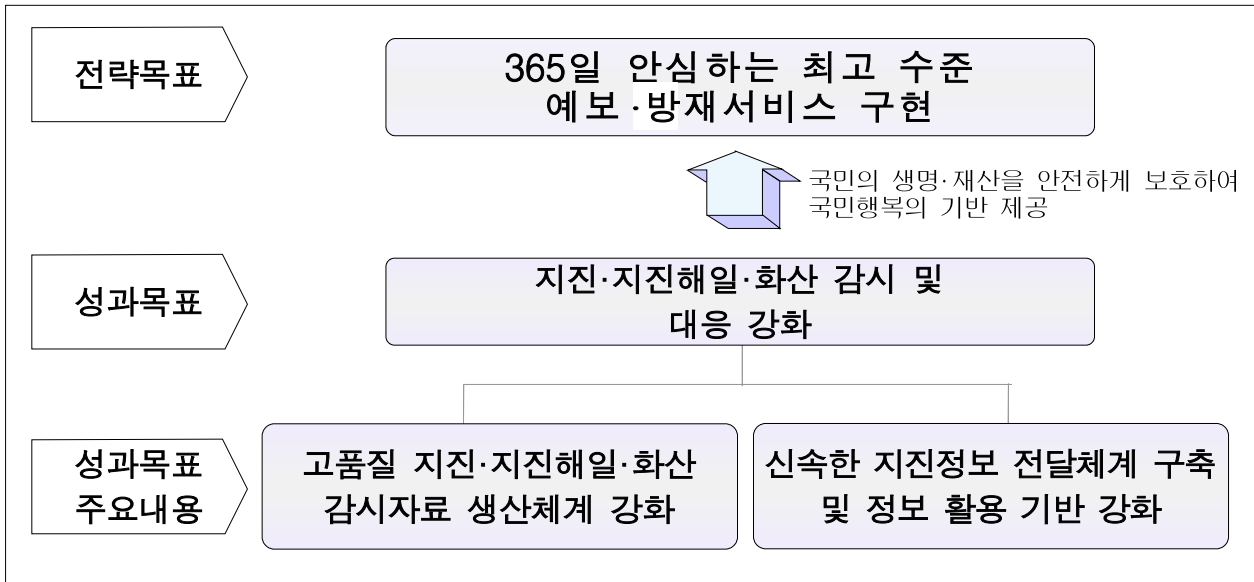 전략목표
365일 안심하는 최고 수준
예보·방재서비스 구현
국민의 생명·재산을 안전하게 보호하여
국민행복의 기반 제공
성과목표
지진·지진해일·화산 감시 및
대응 강화
성과목표
주요내용
고품질 지진·지진해일·화산
감시자료 생산체계 강화
신속한 지진정보 전달체계 구축
및 정보 활용 기반 강화